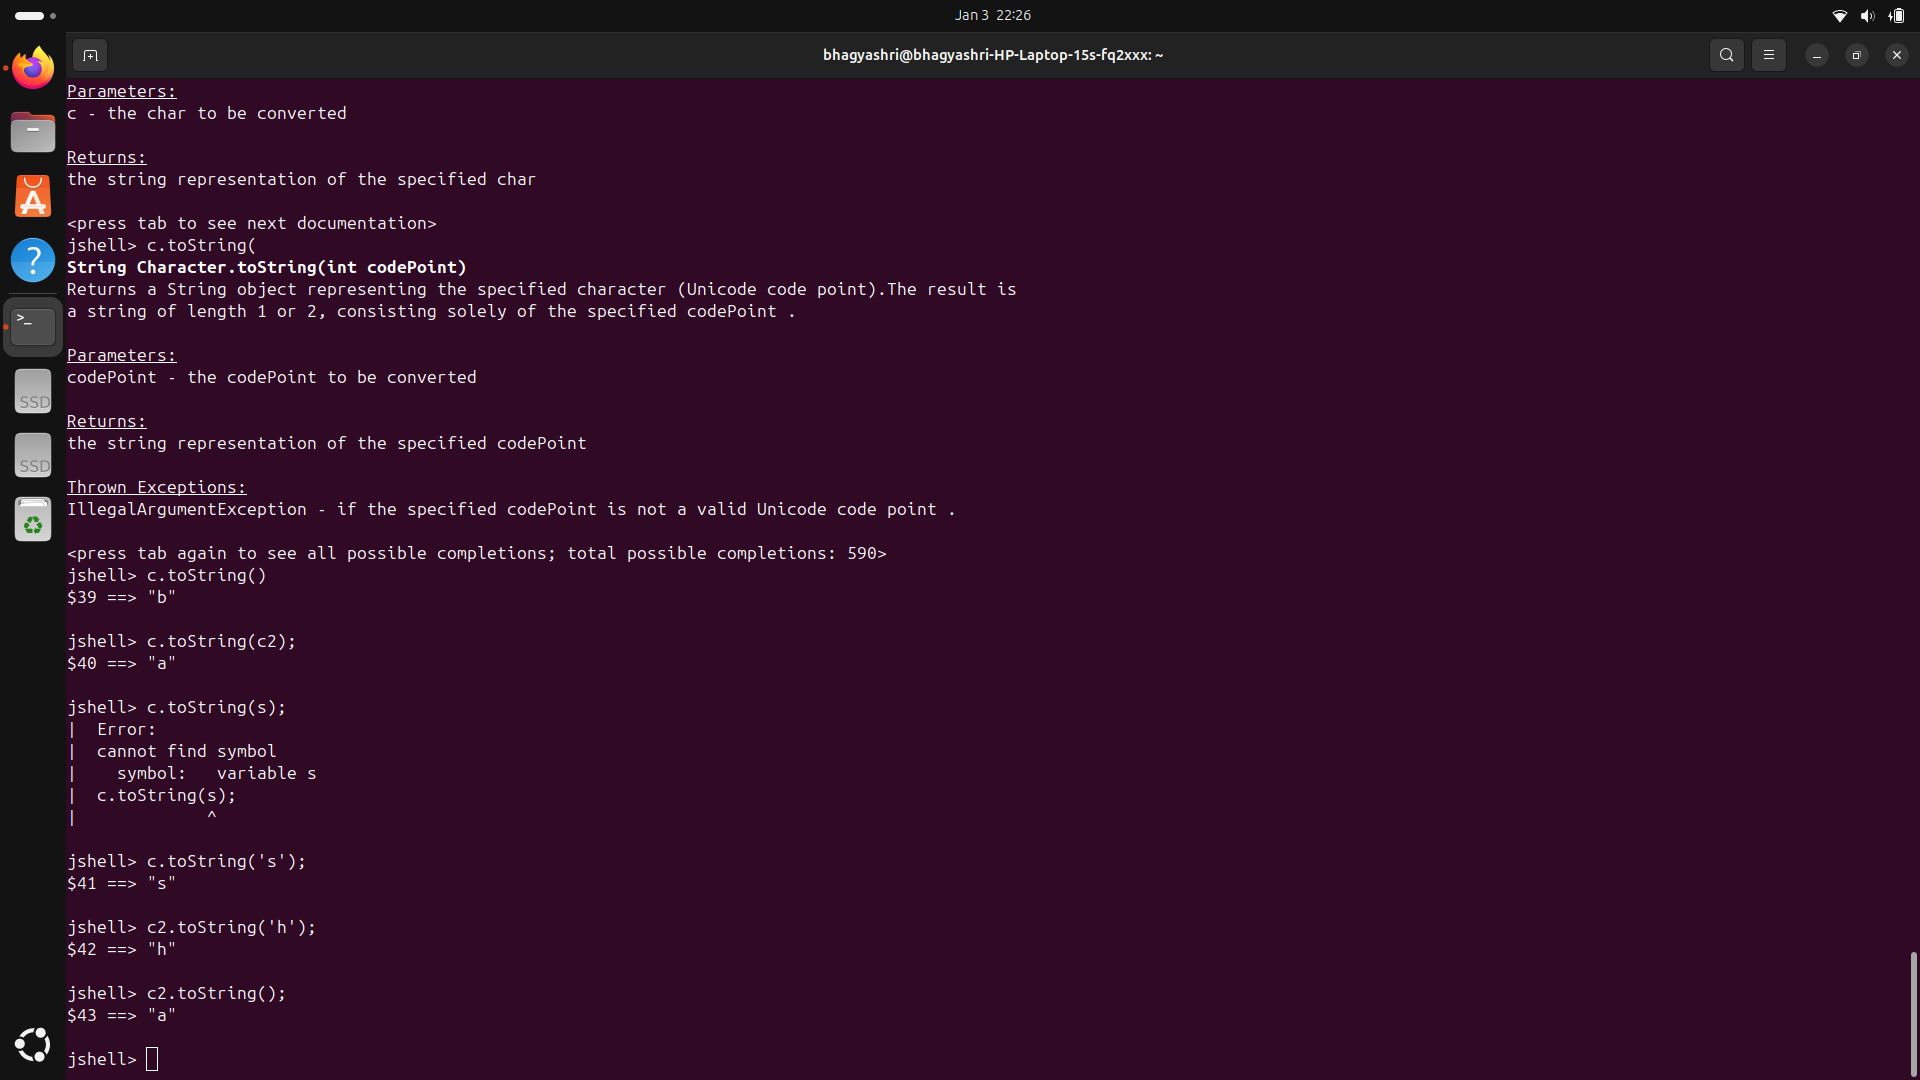 Jan 3 22:26
bhagyashri@bhagyashri-HP-Laptop-15s-fq2xxx: ~
Parameters:
c - the char to be converted
Returns:
the string representation of the specified char
<press tab to see next documentation>
jshell> c.toString(
String Character.toString(int codePoint)
Returns a String object representing the specified character (Unicode code point).The result is
a string of length 1 or 2, consisting solely of the specified codePoint .
Parameters:
codePoint - the codePoint to be converted
Returns:
the string representation of the specified codePoint
Thrown Exceptions:
IllegalArgumentException - if the specified codePoint is not a valid Unicode code point .
<press tab again to see all possible completions; total possible completions: 590>
jshell> c.toString()
$39 ==> "b"
jshell> c.toString(c2);
$40 ==> "a"
jshell> c.toString(s);
|  Error:
|  cannot find symbol
|    symbol:   variable s
|  c.toString(s);
|             ^
jshell> c.toString('s');
$41 ==> "s"
jshell> c2.toString('h');
$42 ==> "h"
jshell> c2.toString();
$43 ==> "a"
jshell>
SSD
SSD